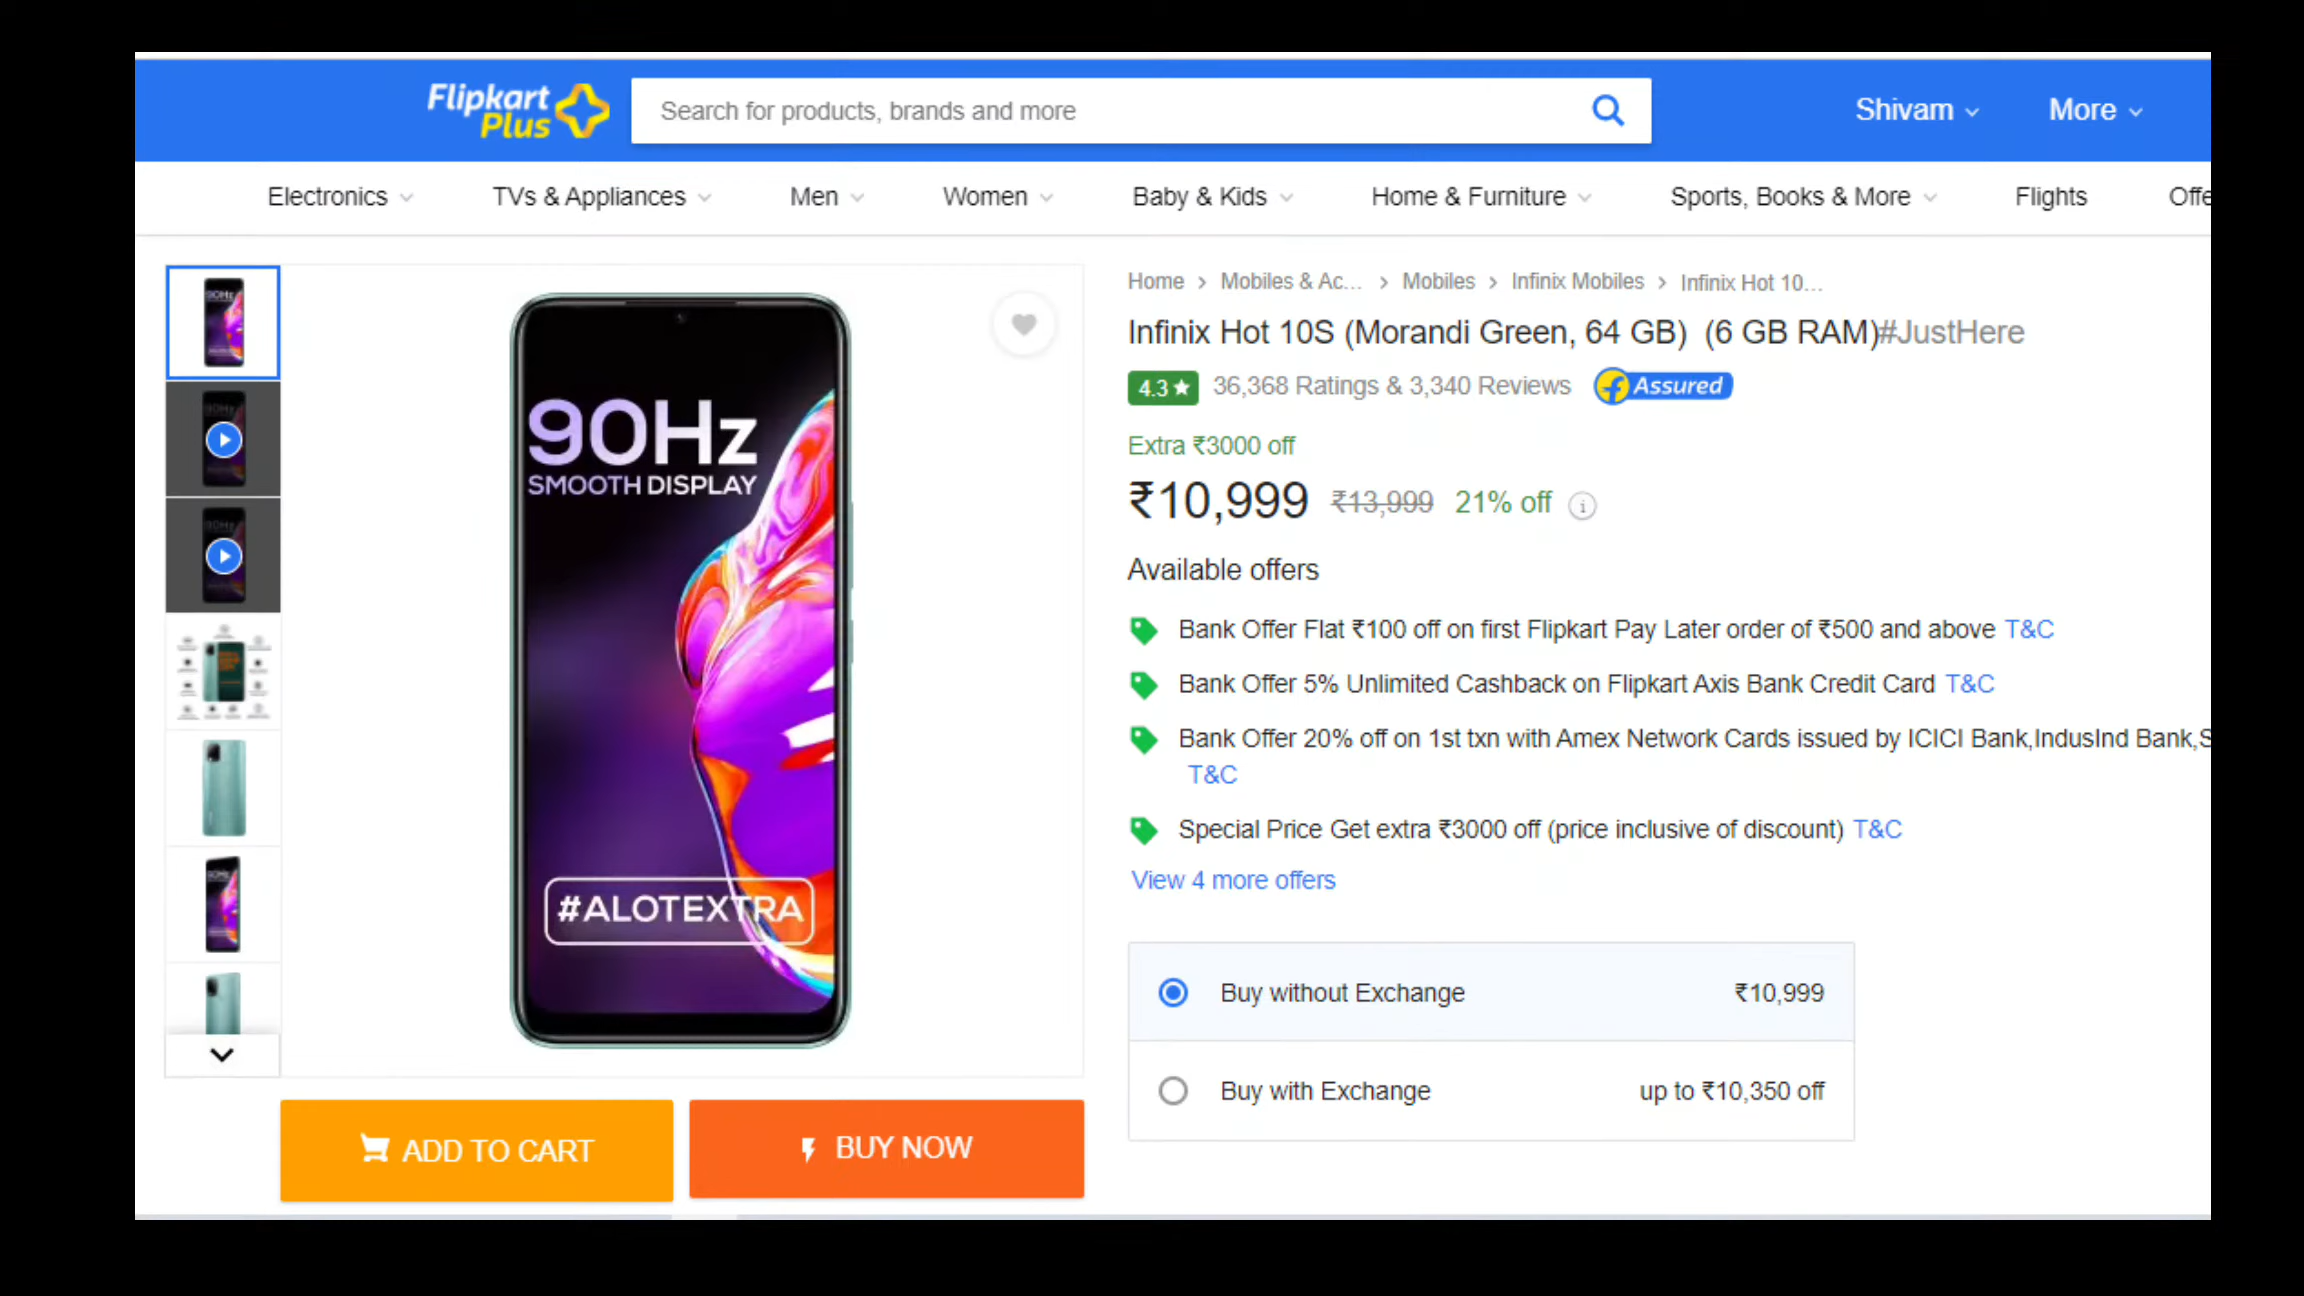 Flipkart
Plus
Search for products, brands and more
Shivam
More
Electronics
TVs & Appliances
Men
Women
Baby & Kids
Home & Furniture
Sports, Books & More
Flights
Offe
Home > Mobiles & Ac... > Mobiles > Infinix Mobiles > Infinix Hot 10...
Infinix Hot 10S (Morandi Green, 64 GB) (6 GB RAM)#JustHere
4.3★ 36,368 Ratings & 3,340 Reviews Assured
Extra ₹3000 off
₹10,999 ₹13,999 21% off
Available offers
Bank Offer Flat ₹100 off on first Flipkart Pay Later order of ₹500 and above T&C
Bank Offer 5% Unlimited Cashback on Flipkart Axis Bank Credit Card T&C
Bank Offer 20% off on 1st txn with Amex Network Cards issued by ICICI Bank,IndusInd Bank,S
T&C
Special Price Get extra ₹3000 off (price inclusive of discount) T&C
View 4 more offers
Buy without Exchange ₹10,999
Buy with Exchange up to ₹10,350 off
90Hz
SMOOTH DISPLAY
#ALOTEXTRA
ADD TO CART
BUY NOW